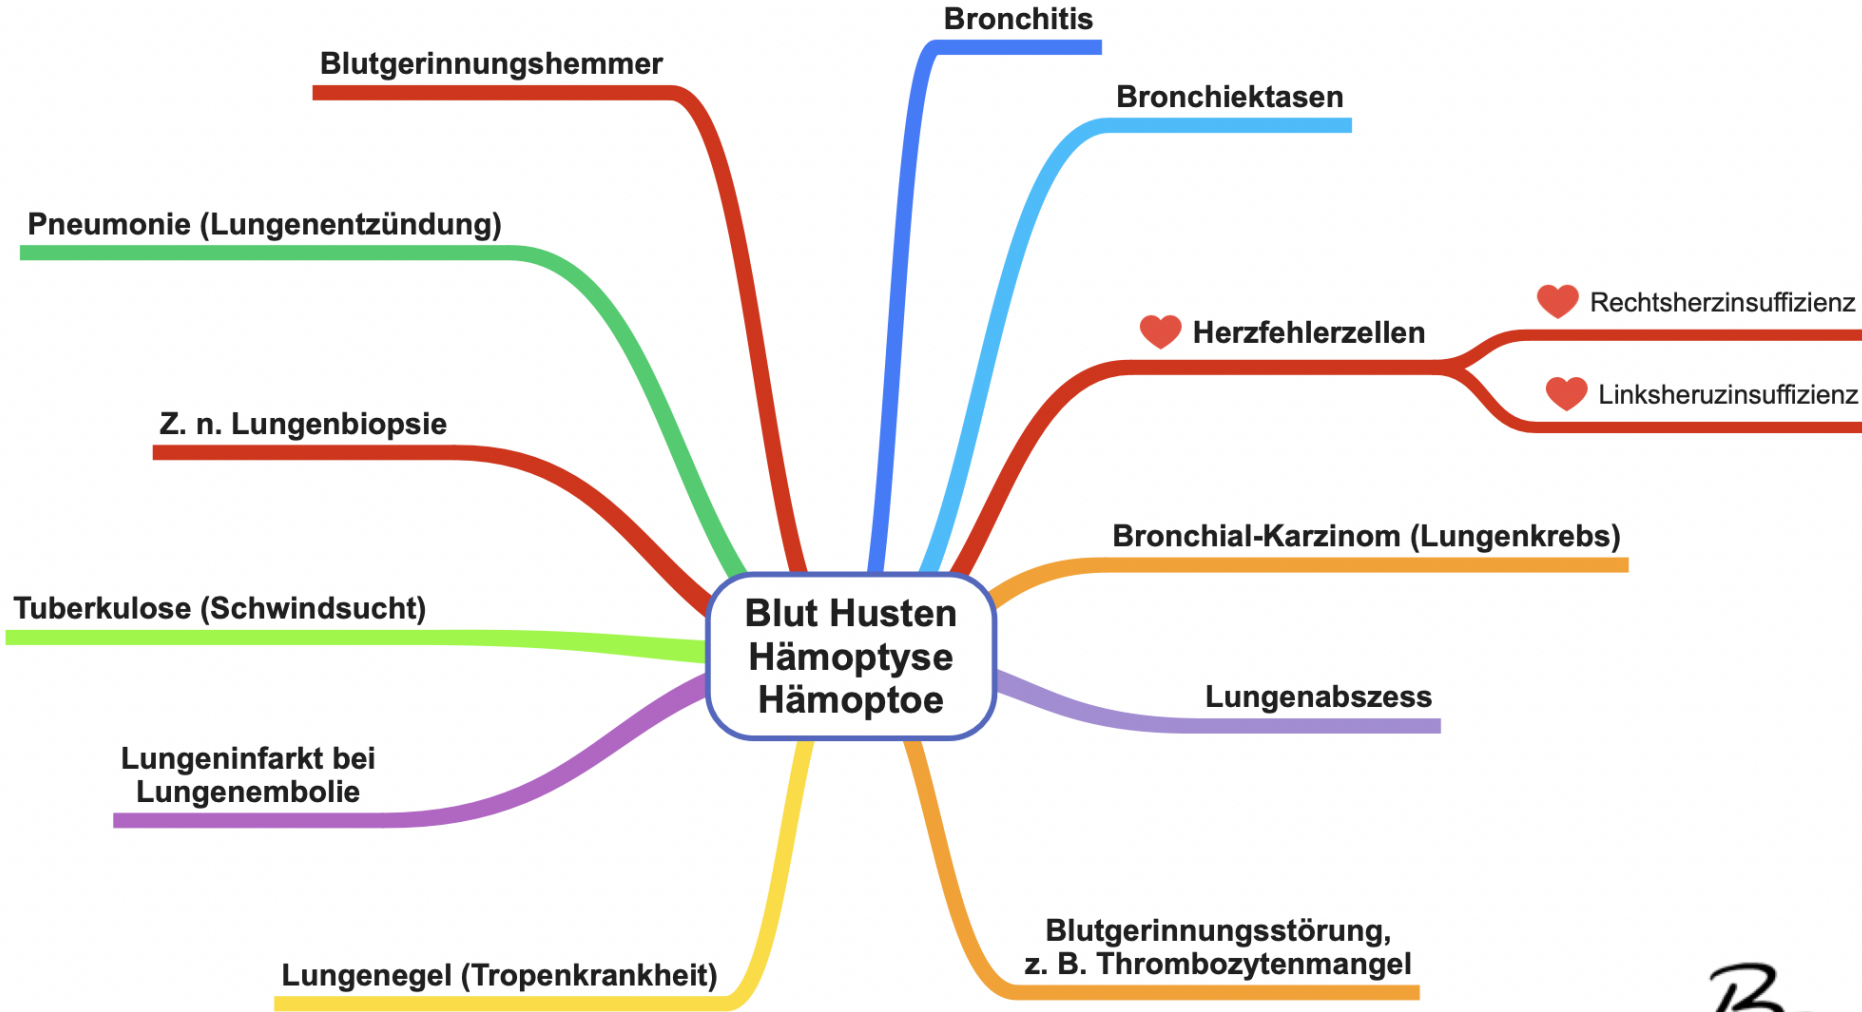 Bronchitis
Blutgerinnungshemmer
Bronchiektasen
Pneumonie (Lungenentzündung)
Rechtsherzinsuffizienz
Herzfehlerzellen
Linksheruzinsuffizienz
Z. n. Lungenbiopsie
Bronchial-Karzinom (Lungenkrebs)
Tuberkulose (Schwindsucht)
Blut Husten
Hämoptyse
Hämoptoe
Lungenabszess
Lungeninfarkt bei
Lungenembolie
Blutgerinnungsstörung,
z. B. Thrombozytenmangel
Lungenegel (Tropenkrankheit)